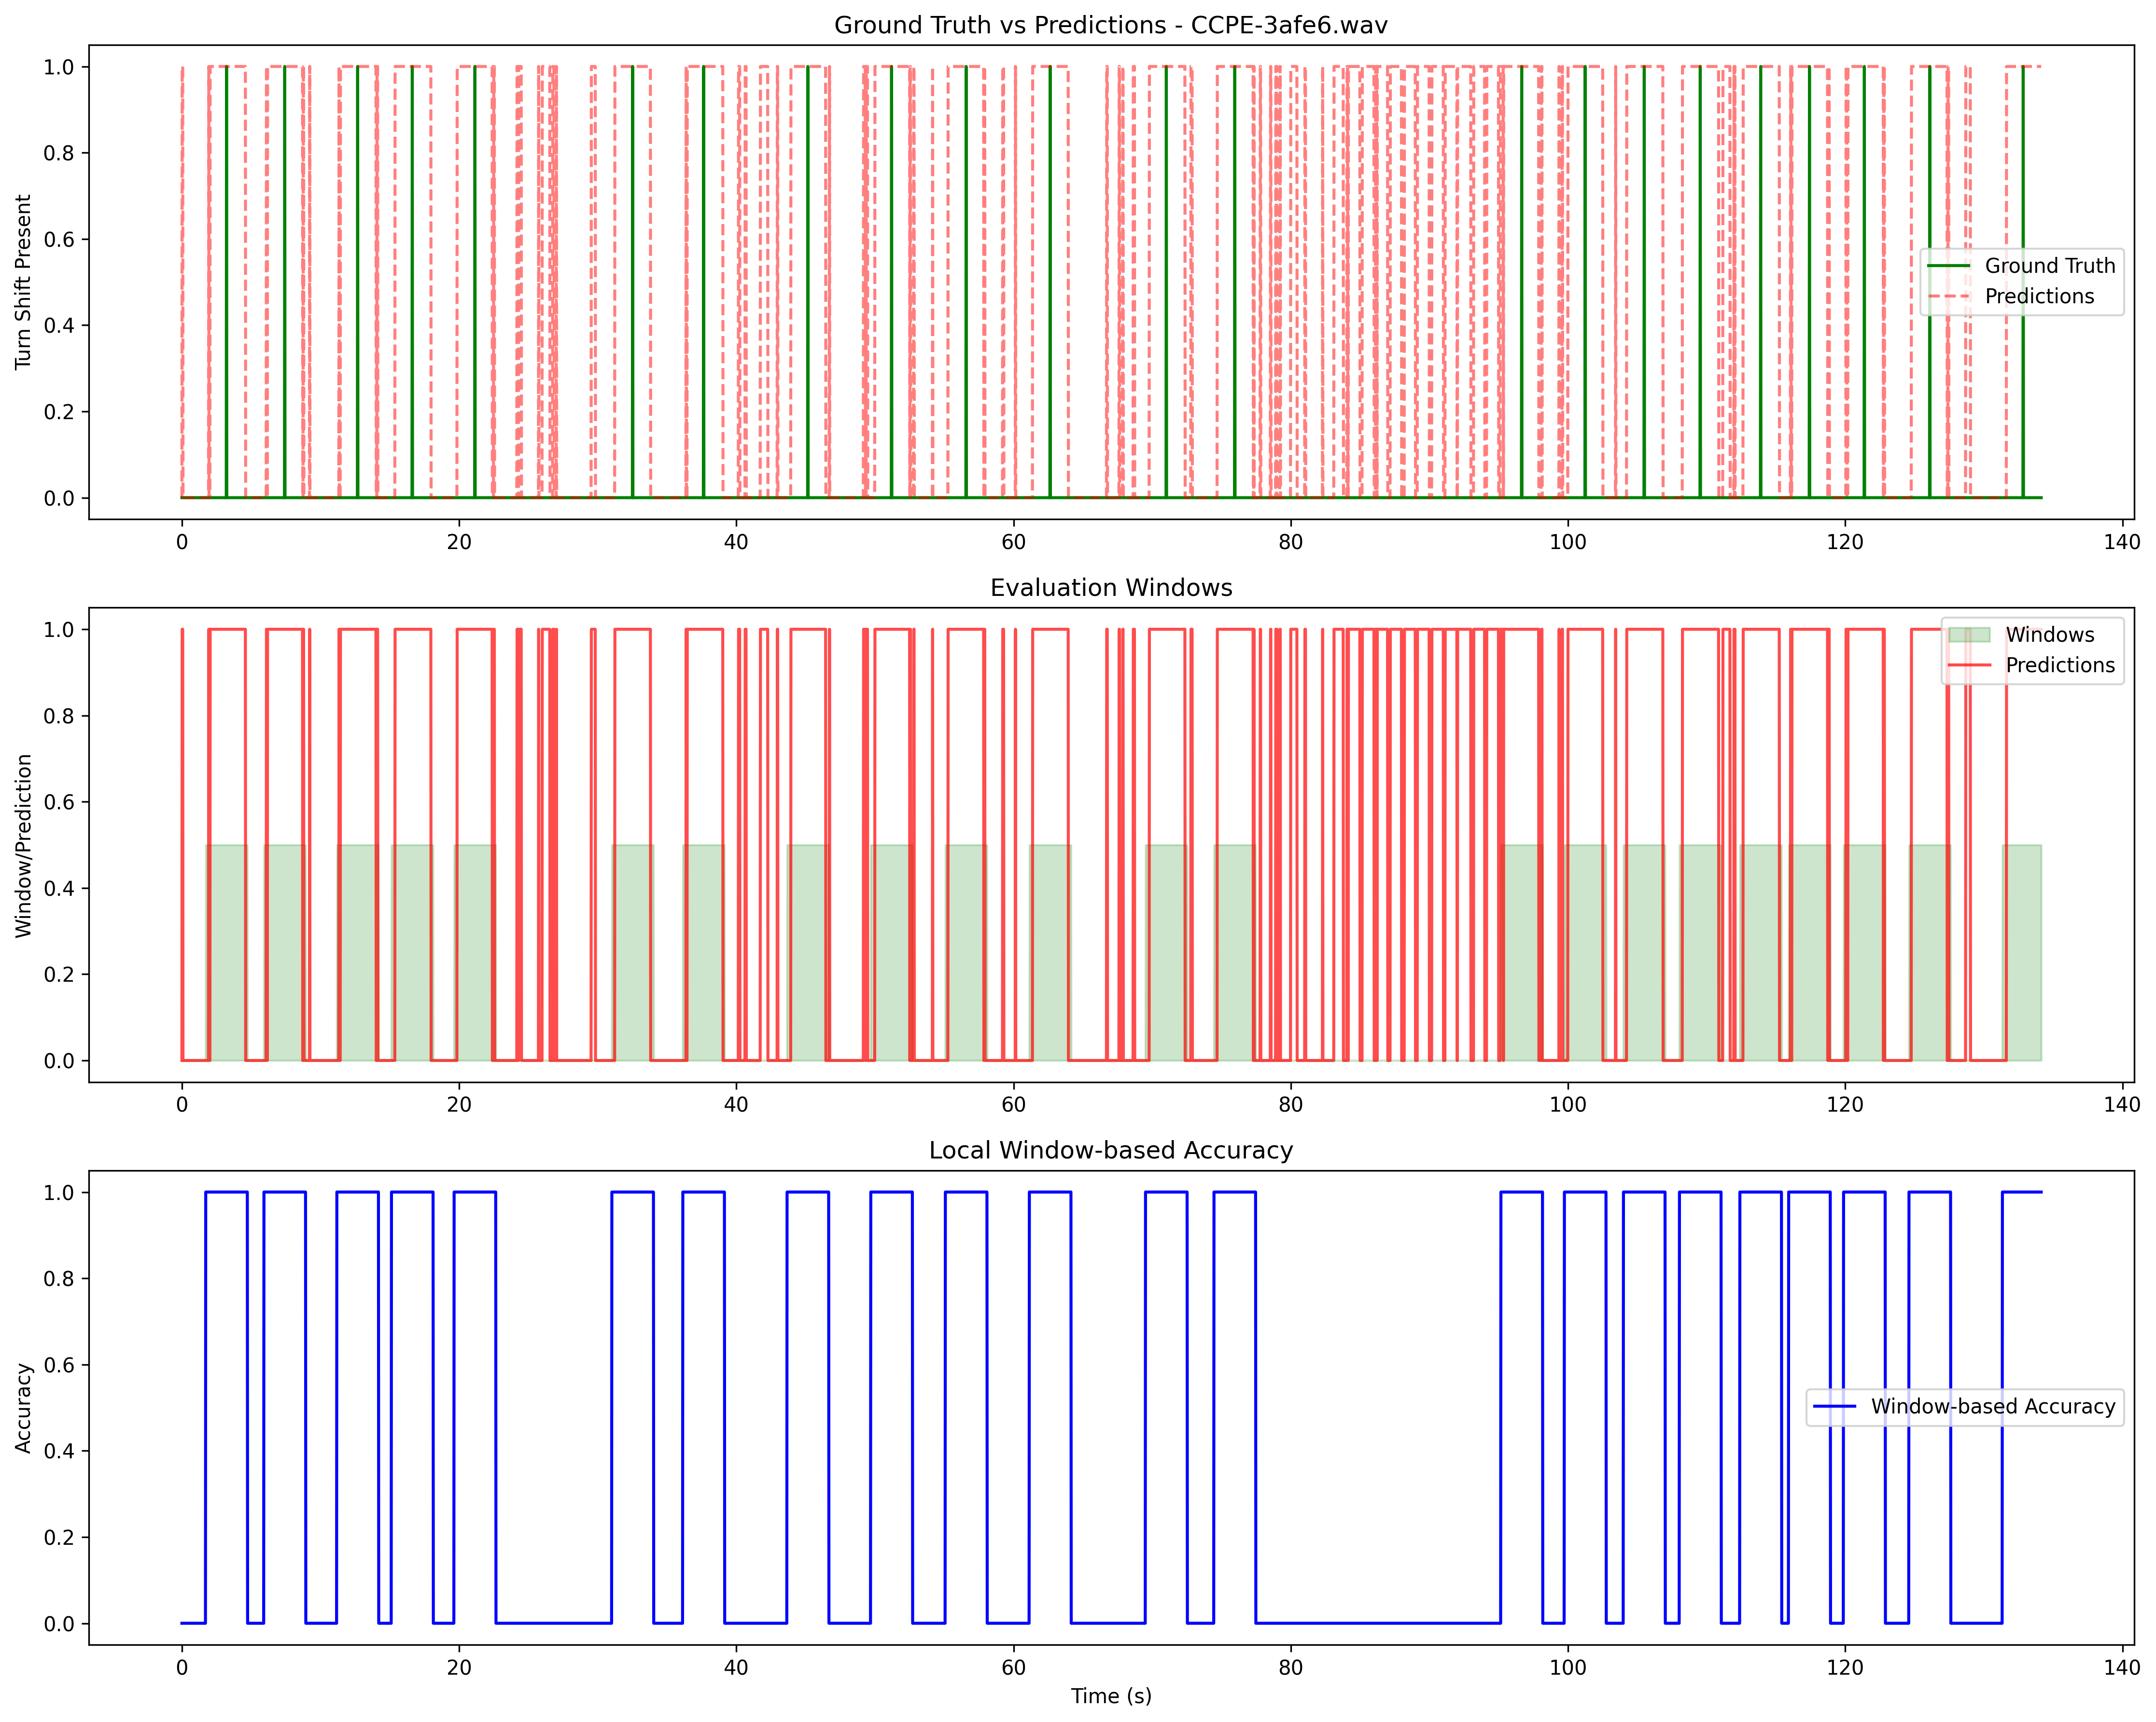 Ground Truth vs Predictions - CCPE-3afe6.wav
Turn Shift Present
1.0
0.8
0.6
0.4
0.2
0.0
Ground Truth
Predictions
0 20 40 60 80 100 120 140
Evaluation Windows
Window/Prediction
1.0
0.8
0.6
0.4
0.2
0.0
Windows
Predictions
0 20 40 60 80 100 120 140
Local Window-based Accuracy
Accuracy
1.0
0.8
0.6
0.4
0.2
0.0
Window-based Accuracy
0 20 40 60 80 100 120 140
Time (s)